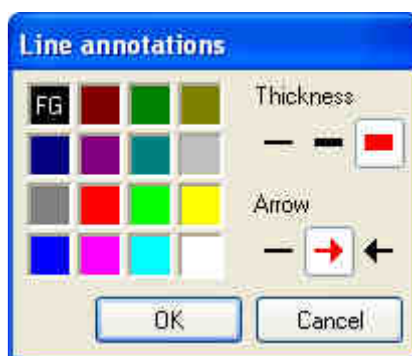 Line annotations
FG
Thickness
Arrow
OK
Cancel